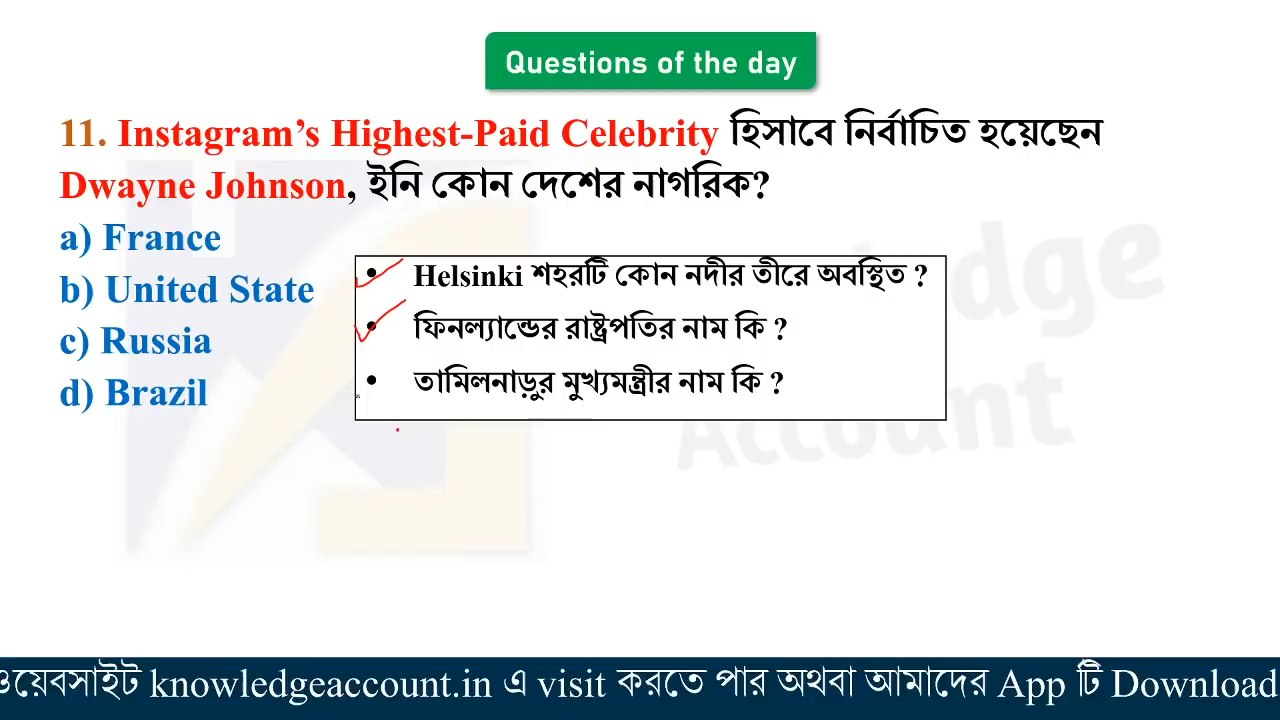 Questions of the day
11. Instagram’s Highest-Paid Celebrity হিসাবে নির্বাচিত হয়েছেন
Dwayne Johnson, ইনি কোন দেশের নাগরিক?
a) France
b) United State
c) Russia
d) Brazil
• Helsinki শহরটি কোন নদীর তীরে অবস্থিত ?
• ফিনল্যান্ডের রাষ্ট্রপতির নাম কি ?
• তামিলনাড়ুর মুখ্যমন্ত্রীর নাম কি ?
Account
ওয়েবসাইট knowledgeaccount.in এ visit করতে পার অথবা আমাদের App টি Download